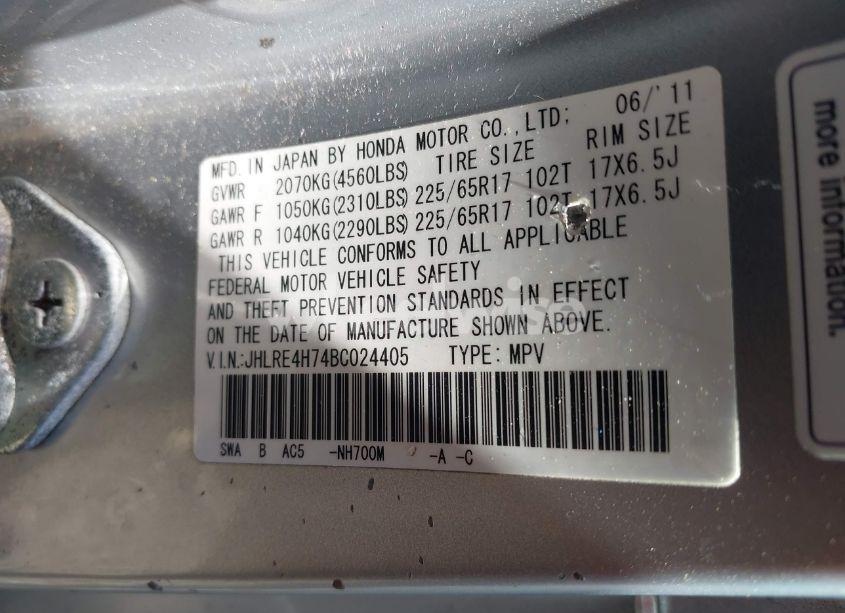 MFD. IN JAPAN BY HONDA MOTOR CO.,LTD; 06/'11
GVWR 2070KG(4560LBS) TIRE SIZE RIM SIZE
GAWR F 1050KG(2310LBS) 225/65R17 102T 17X6.5J
GAWR R 1040KG(2290LBS) 225/65R17 102T 17X6.5J
THIS VEHICLE CONFORMS TO ALL APPLICABLE
FEDERAL MOTOR VEHICLE SAFETY
AND THEFT PREVENTION STANDARDS IN EFFECT
ON THE DATE OF MANUFACTURE SHOWN ABOVE.
V.I.N:JHLRE4H74BC024405 TYPE: MPV
SWA B AC5 -NH700M -A -C
more information.